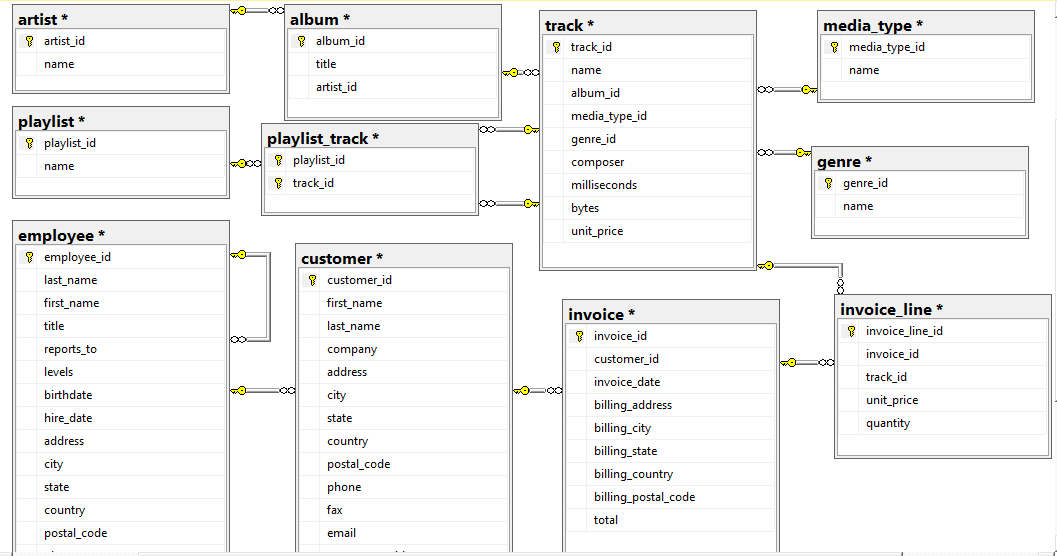 artist *
artist_id
name
album *
album_id
title
artist_id
track *
track_id
name
album_id
media_type_id
genre_id
composer
milliseconds
bytes
unit_price
media_type *
media_type_id
name
playlist *
playlist_id
name
playlist_track *
playlist_id
track_id
genre *
genre_id
name
employee *
employee_id
last_name
first_name
title
reports_to
levels
birthdate
hire_date
address
city
state
country
postal_code
customer *
customer_id
first_name
last_name
company
address
city
state
country
postal_code
phone
fax
email
invoice *
invoice_id
customer_id
invoice_date
billing_address
billing_city
billing_state
billing_country
billing_postal_code
total
invoice_line *
invoice_line_id
invoice_id
track_id
unit_price
quantity